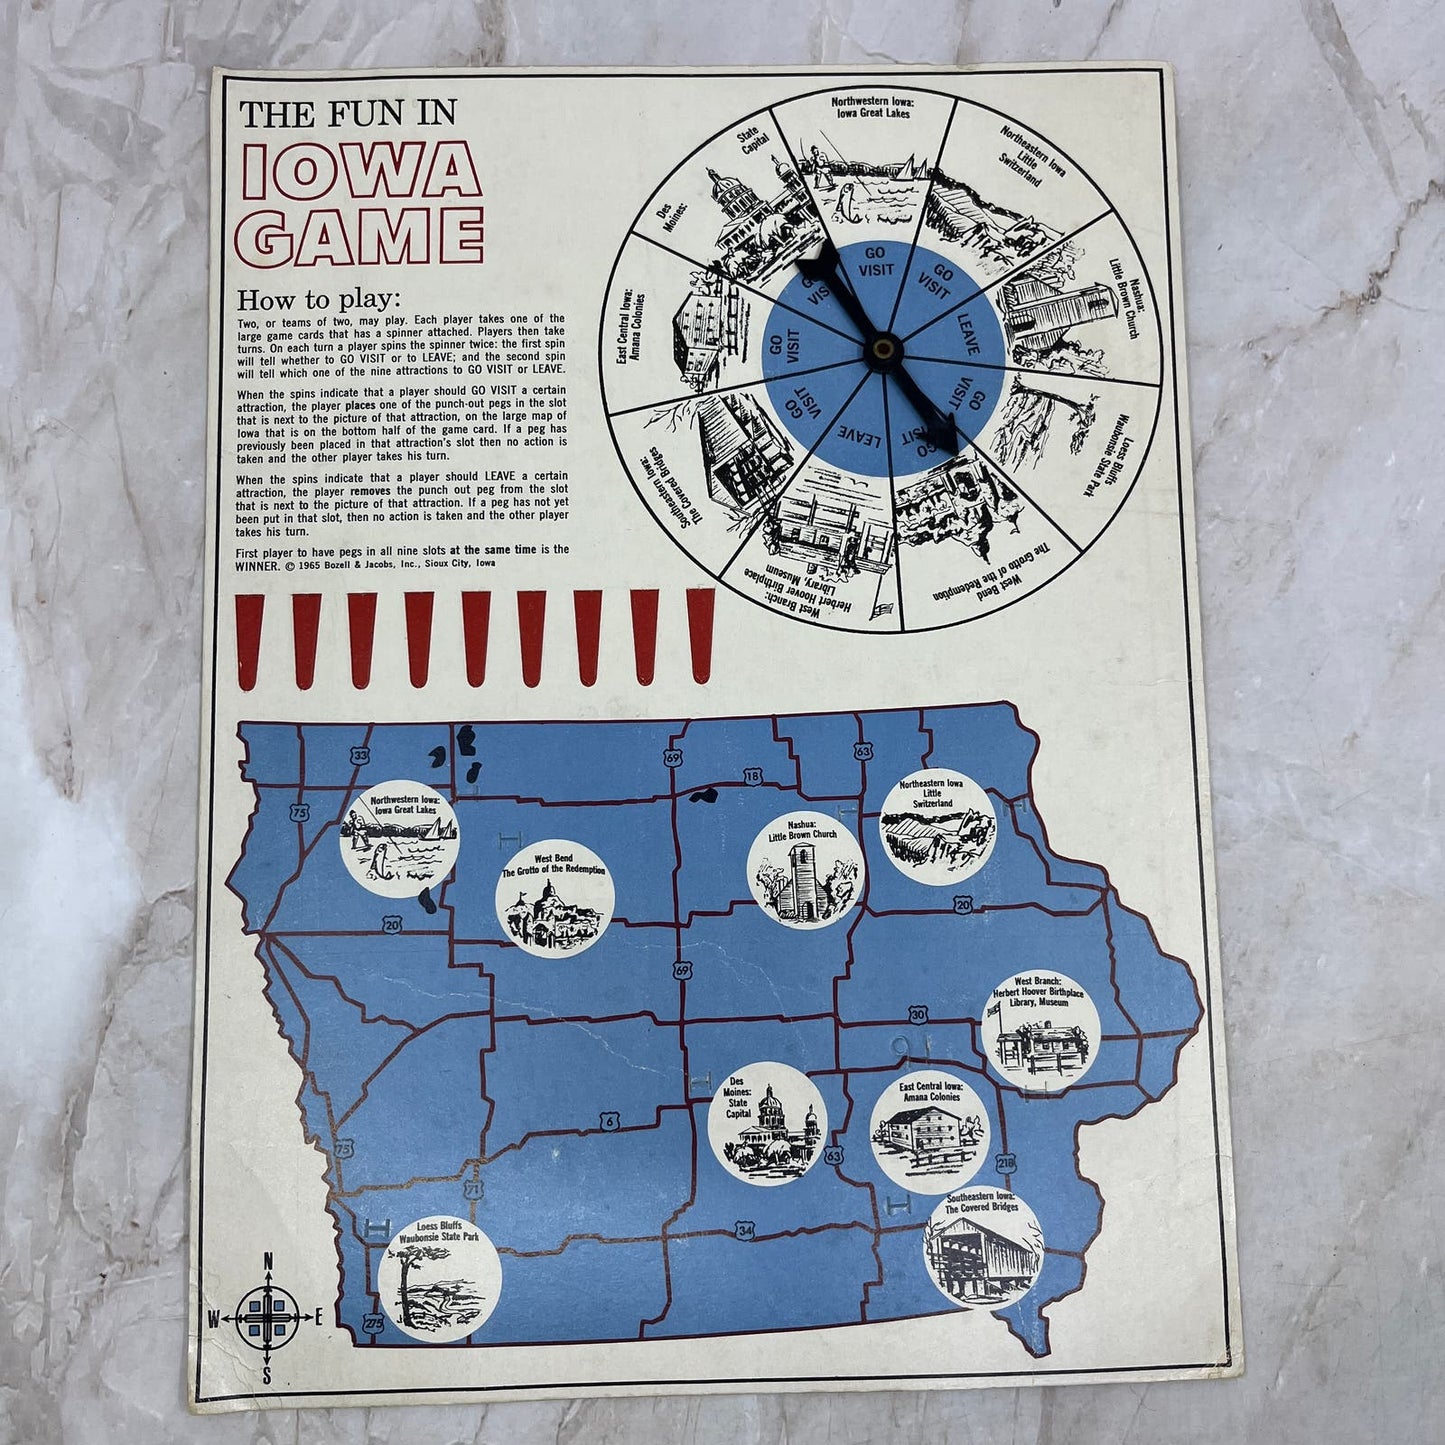 THE FUN IN
IOWA
GAME
How to play:
Two, or teams of two, may play. Each player takes one of the
large game cards that has a spinner attached. Players then take
turns. On each turn a player spins the spinner twice: the first spin
will tell whether to GO VISIT or to LEAVE; and the second spin
will tell which one of the nine attractions to GO VISIT or LEAVE.
When the spins indicate that a player should GO VISIT a certain
attraction, the player places one of the punch-out pegs in the slot
that is next to the picture of that attraction, on the large map of
Iowa that is on the bottom half of the game card. If a peg has
previously been placed in that attraction's slot then no action is
taken and the other player takes his turn.
When the spins indicate that a player should LEAVE a certain
attraction, the player removes the punch out peg from the slot
that is next to the picture of that attraction. If a peg has not yet
been put in that slot, then no action is taken and the other player
takes his turn.
First player to have pegs in all nine slots at the same time is the
WINNER. © 1965 Bozell & Jacobs, Inc., Sioux City, Iowa
Northwestern Iowa:
Iowa Great Lakes
Northeastern Iowa
Little
Switzerland
Nashua:
Little Brown Church
Loess Bluffs
Waubonsie State Park
West Bend
The Grotto of the Redemption
West Branch:
Herbert Hoover Birthplace
Library, Museum
Southeastern Iowa:
The Covered Bridges
East Central Iowa:
Amana Colonies
Des
Moines:
State
Capital
GO
VISIT
GO
VISIT
LEAVE
GO
VISIT
GO
VISIT
LEAVE
GO
VISIT
GO
VISIT
GO
VISIT
33
69
18
63
75
Northwestern Iowa:
Iowa Great Lakes
West Bend
The Grotto of the Redemption
Nashua:
Little Brown Church
Northeastern Iowa
Little
Switzerland
20
20
69
30
West Branch:
Herbert Hoover Birthplace
Library, Museum
Des
Moines:
State
Capital
East Central Iowa:
Amana Colonies
6
75
63
218
71
34
Loess Bluffs
Waubonsie State Park
Southeastern Iowa:
The Covered Bridges
275
N
W E
S